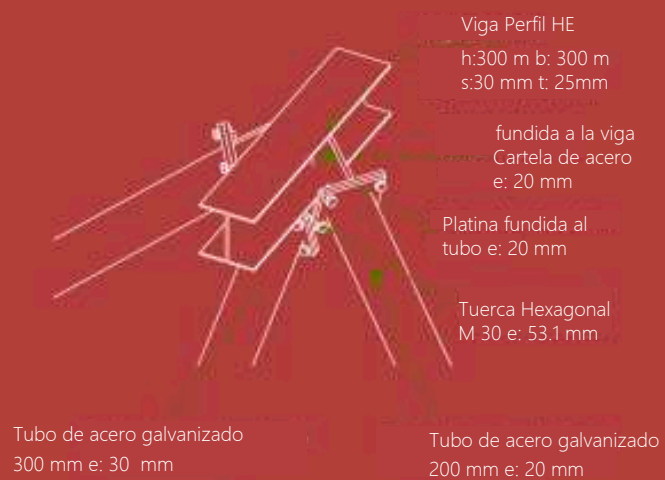 Viga Perfil HE
h:300 m b: 300 m
s:30 mm t: 25mm
fundida a la viga
Cartela de acero
e: 20 mm
Platina fundida al
tubo e: 20 mm
Tuerca Hexagonal
M 30 e: 53.1 mm
Tubo de acero galvanizado
300 mm e: 30 mm
Tubo de acero galvanizado
200 mm e: 20 mm